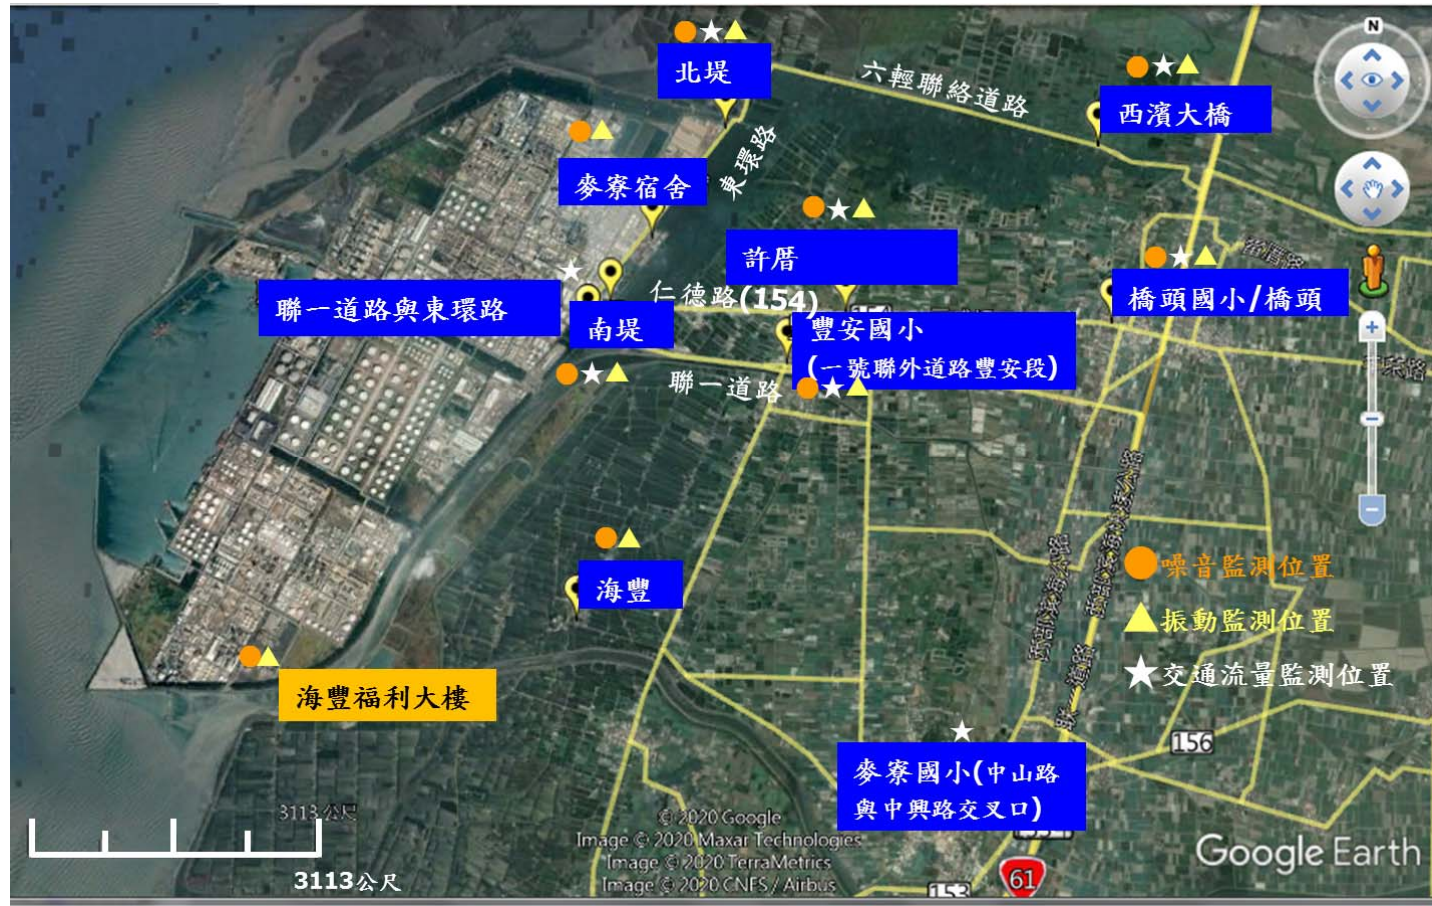 N
北堤
六輕聯絡道路
西濱大橋
東環路
麥寮宿舍
許厝
橋頭國小/橋頭
聯一道路與東環路
仁德路(154)
南堤
豐安國小
(一號聯外道路豐安段)
聯一道路
噪音監測位置
海豐
振動監測位置
交通流量監測位置
海豐福利大樓
156
麥寮國小(中山路
與中興路交叉口)
3113 公尺
3113公尺
© 2020 Google
Image © 2020 Maxar Technologies
Image © 2020 TerraMetrics
Image © 2020 CNES / Airbus
Google Earth
61
153